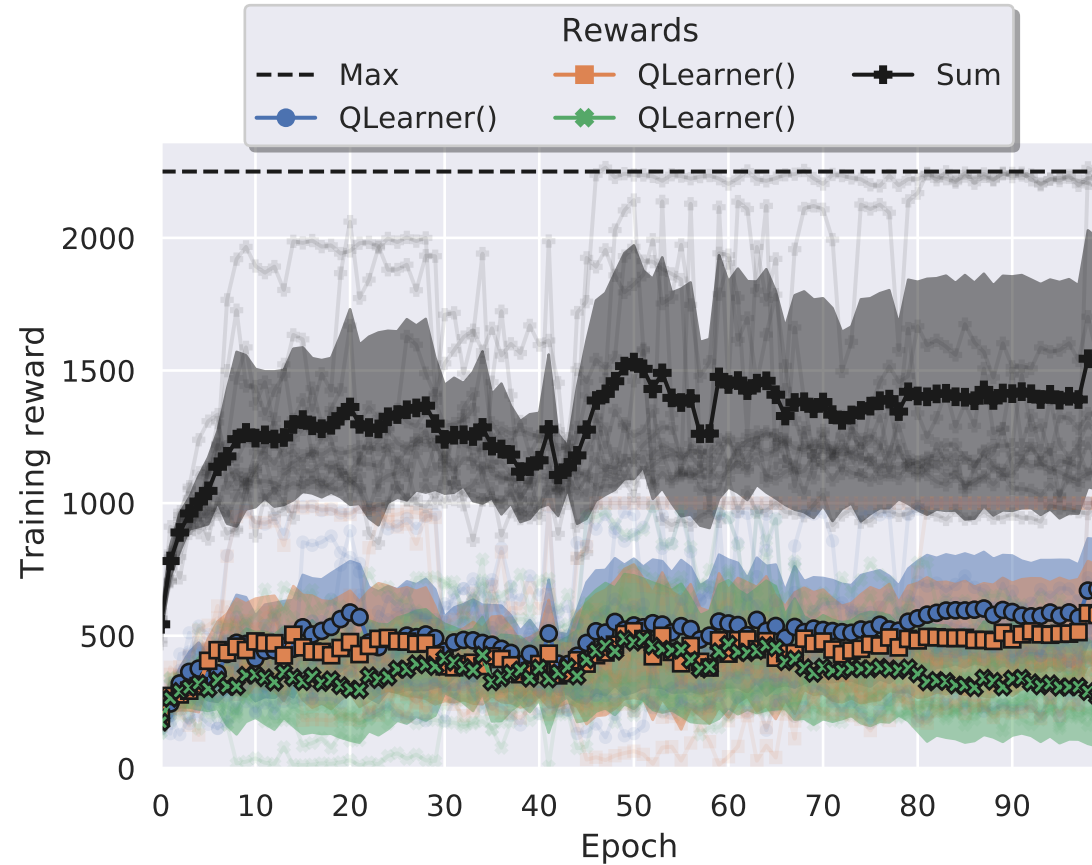 Rewards
Max QLearner() Sum
QLearner() QLearner()
Training reward
2000
1500
1000
500
0
0 10 20 30 40 50 60 70 80 90
Epoch